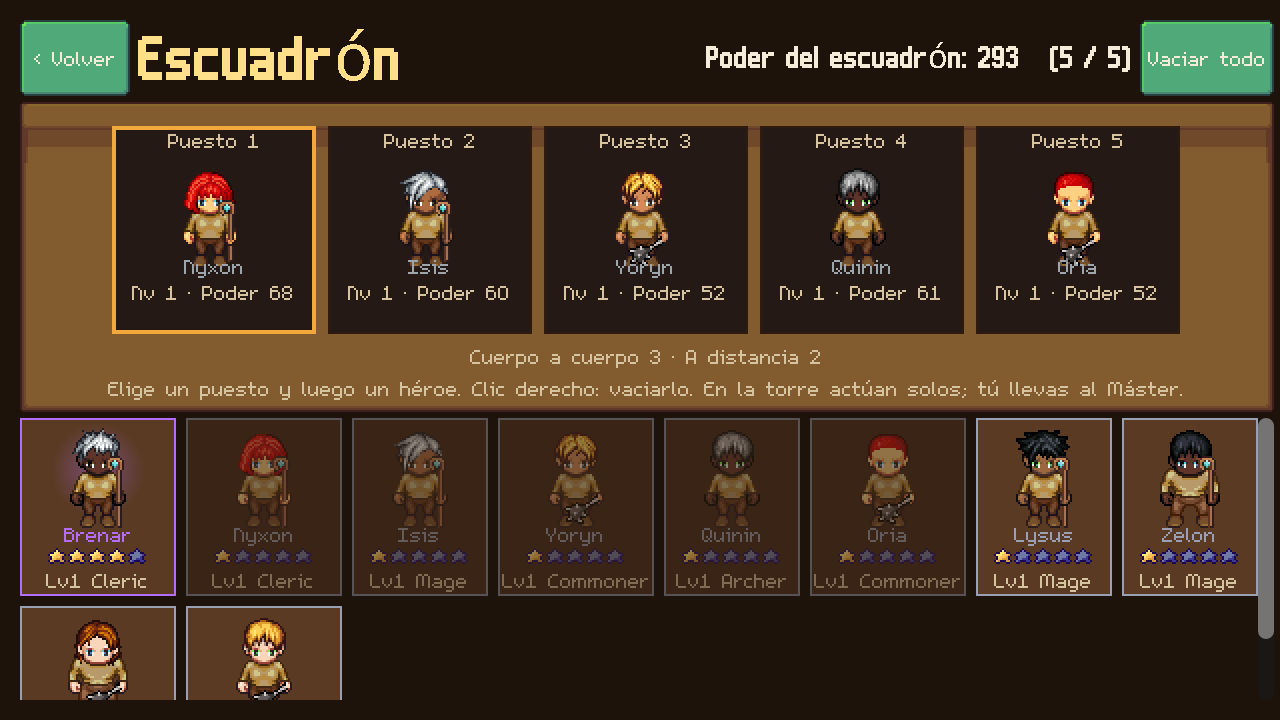 < Volver
Escuadrón
Poder del escuadrón: 293 (5 / 5)
Vaciar todo
Puesto 1
Nyxon
Nv 1 · Poder 68
Puesto 2
Isis
Nv 1 · Poder 60
Puesto 3
Yoryn
Nv 1 · Poder 52
Puesto 4
Quinin
Nv 1 · Poder 61
Puesto 5
Oria
Nv 1 · Poder 52
Cuerpo a cuerpo 3 · A distancia 2
Elige un puesto y luego un héroe. Clic derecho: vaciarlo. En la torre actúan solos; tú llevas al Máster.
Brenar
Lv1 Cleric
Nyxon
Lv1 Cleric
Isis
Lv1 Mage
Yoryn
Lv1 Commoner
Quinin
Lv1 Archer
Oria
Lv1 Commoner
Lysus
Lv1 Mage
Zelon
Lv1 Mage